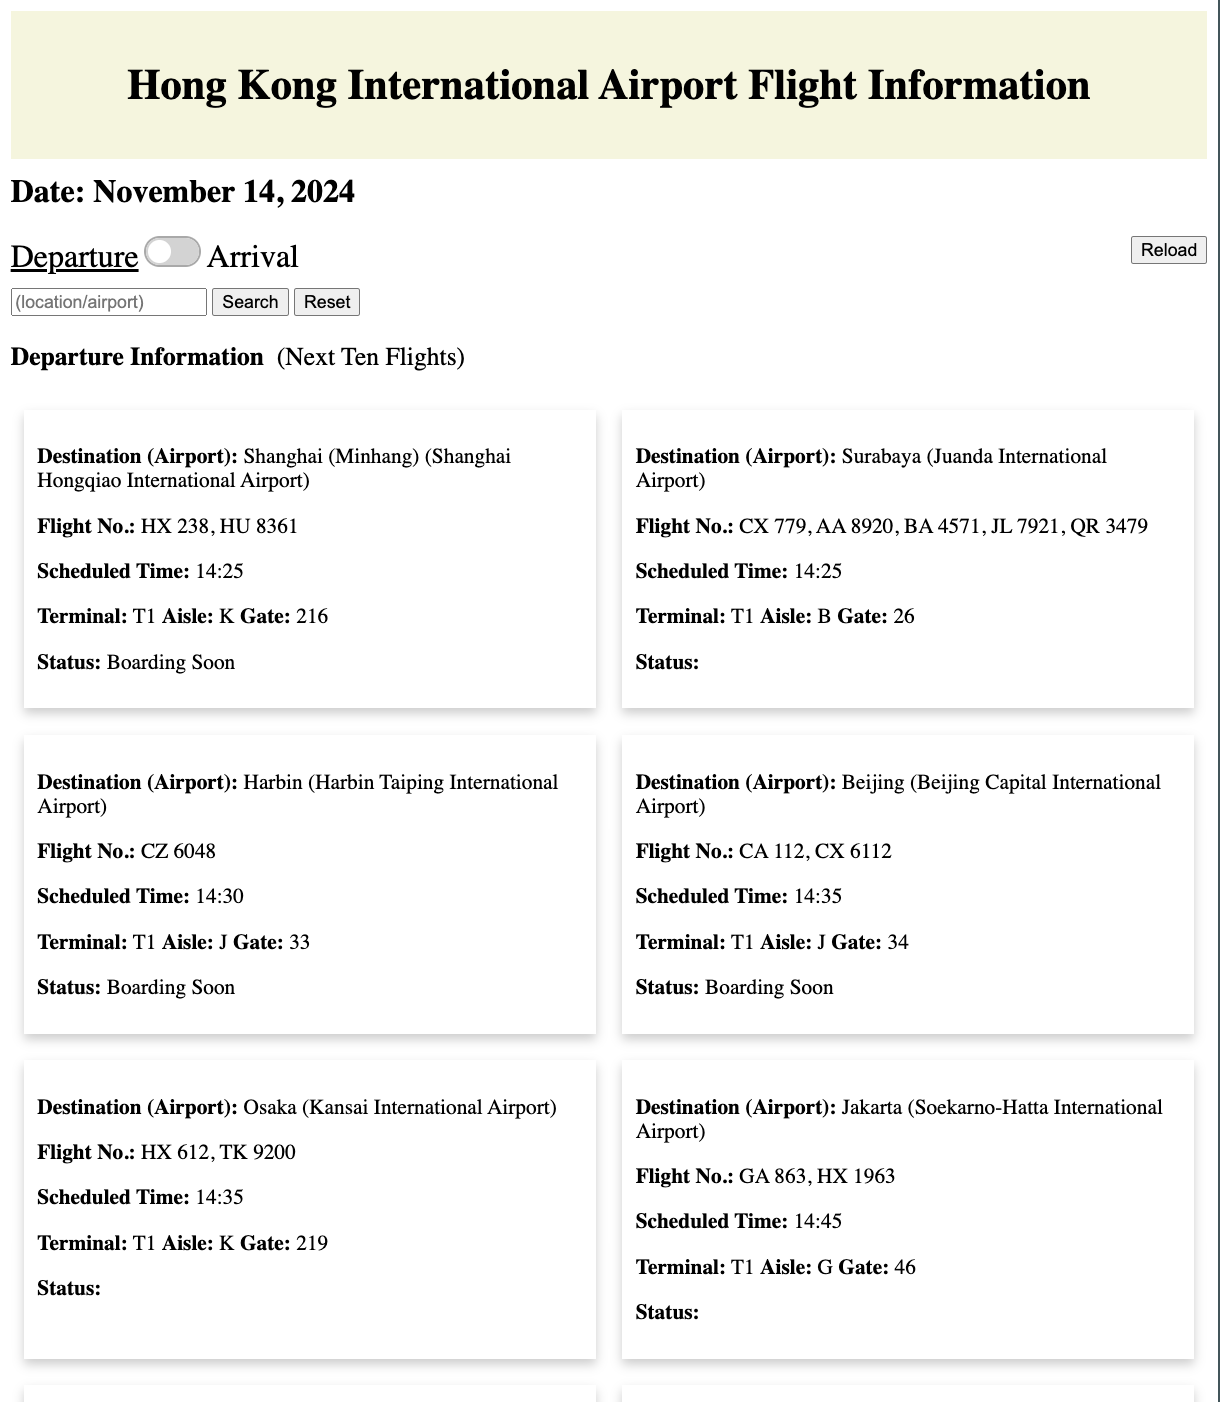 Hong Kong International Airport Flight Information
Date: November 14, 2024
Departure Arrival
Reload
(location/airport) Search Reset
Departure Information (Next Ten Flights)
Destination (Airport): Shanghai (Minhang) (Shanghai
Hongqiao International Airport)
Flight No.: HX 238, HU 8361
Scheduled Time: 14:25
Terminal: T1 Aisle: K Gate: 216
Status: Boarding Soon
Destination (Airport): Surabaya (Juanda International
Airport)
Flight No.: CX 779, AA 8920, BA 4571, JL 7921, QR 3479
Scheduled Time: 14:25
Terminal: T1 Aisle: B Gate: 26
Status:
Destination (Airport): Harbin (Harbin Taiping International
Airport)
Flight No.: CZ 6048
Scheduled Time: 14:30
Terminal: T1 Aisle: J Gate: 33
Status: Boarding Soon
Destination (Airport): Beijing (Beijing Capital International
Airport)
Flight No.: CA 112, CX 6112
Scheduled Time: 14:35
Terminal: T1 Aisle: J Gate: 34
Status: Boarding Soon
Destination (Airport): Osaka (Kansai International Airport)
Flight No.: HX 612, TK 9200
Scheduled Time: 14:35
Terminal: T1 Aisle: K Gate: 219
Status:
Destination (Airport): Jakarta (Soekarno-Hatta International
Airport)
Flight No.: GA 863, HX 1963
Scheduled Time: 14:45
Terminal: T1 Aisle: G Gate: 46
Status: